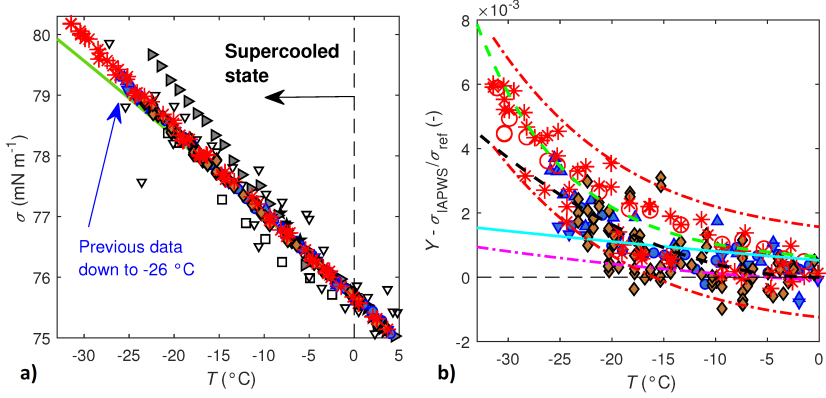 80
79
78
77
76
75
σ (mN m⁻¹)
Supercooled
state
Previous data
down to -26 °C
-30 -25 -20 -15 -10 -5 0 5
T (°C)
a)
×10⁻³
8
6
4
2
0
-2
Y - σIAPWS/σref (-)
-30 -25 -20 -15 -10 -5 0
T (°C)
b)